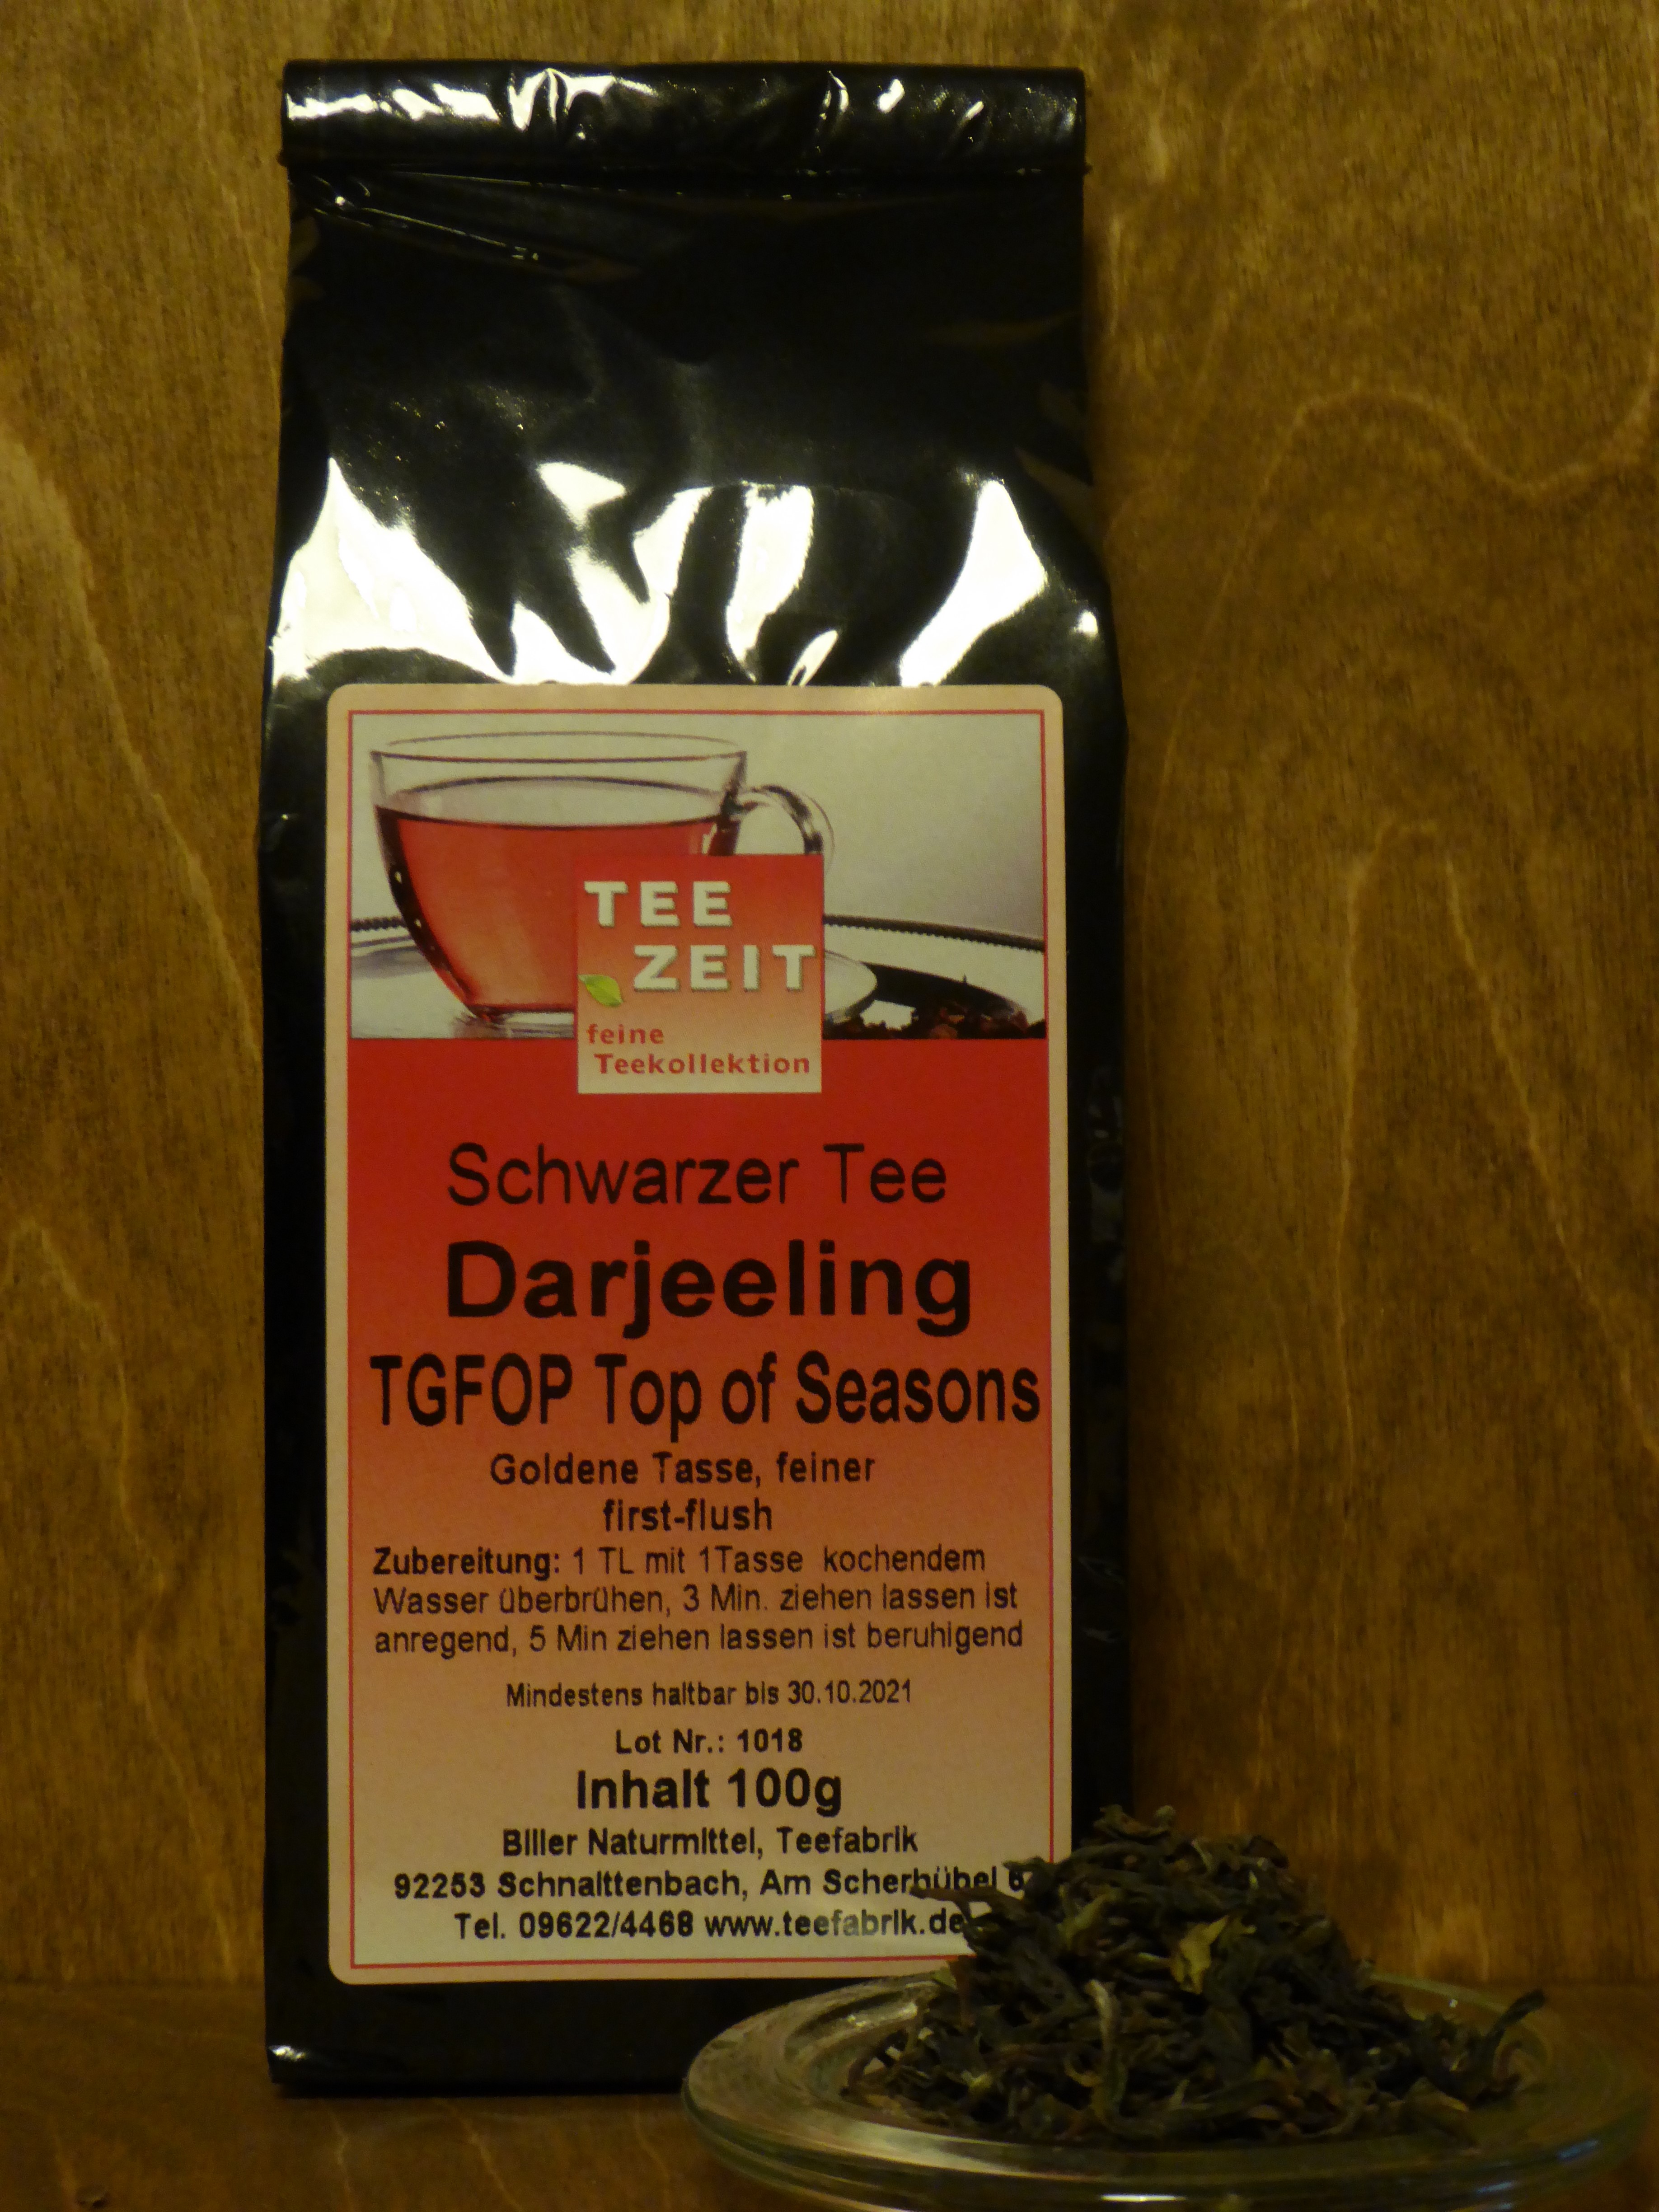 TEE
ZEIT
feine
Teekollektion
Schwarzer Tee
Darjeeling
TGFOP Top of Seasons
Goldene Tasse, feiner
first-flush
Zubereitung: 1 TL mit 1Tasse kochendem
Wasser überbrühen, 3 Min. ziehen lassen ist
anregend, 5 Min ziehen lassen ist beruhigend
Mindestens haltbar bis 30.10.2021
Lot Nr.: 1018
Inhalt 100g
Biller Naturmittel, Teefabrik
92253 Schnaittenbach, Am Scherhübel
Tel. 09622/4468 www.teefabrik.de